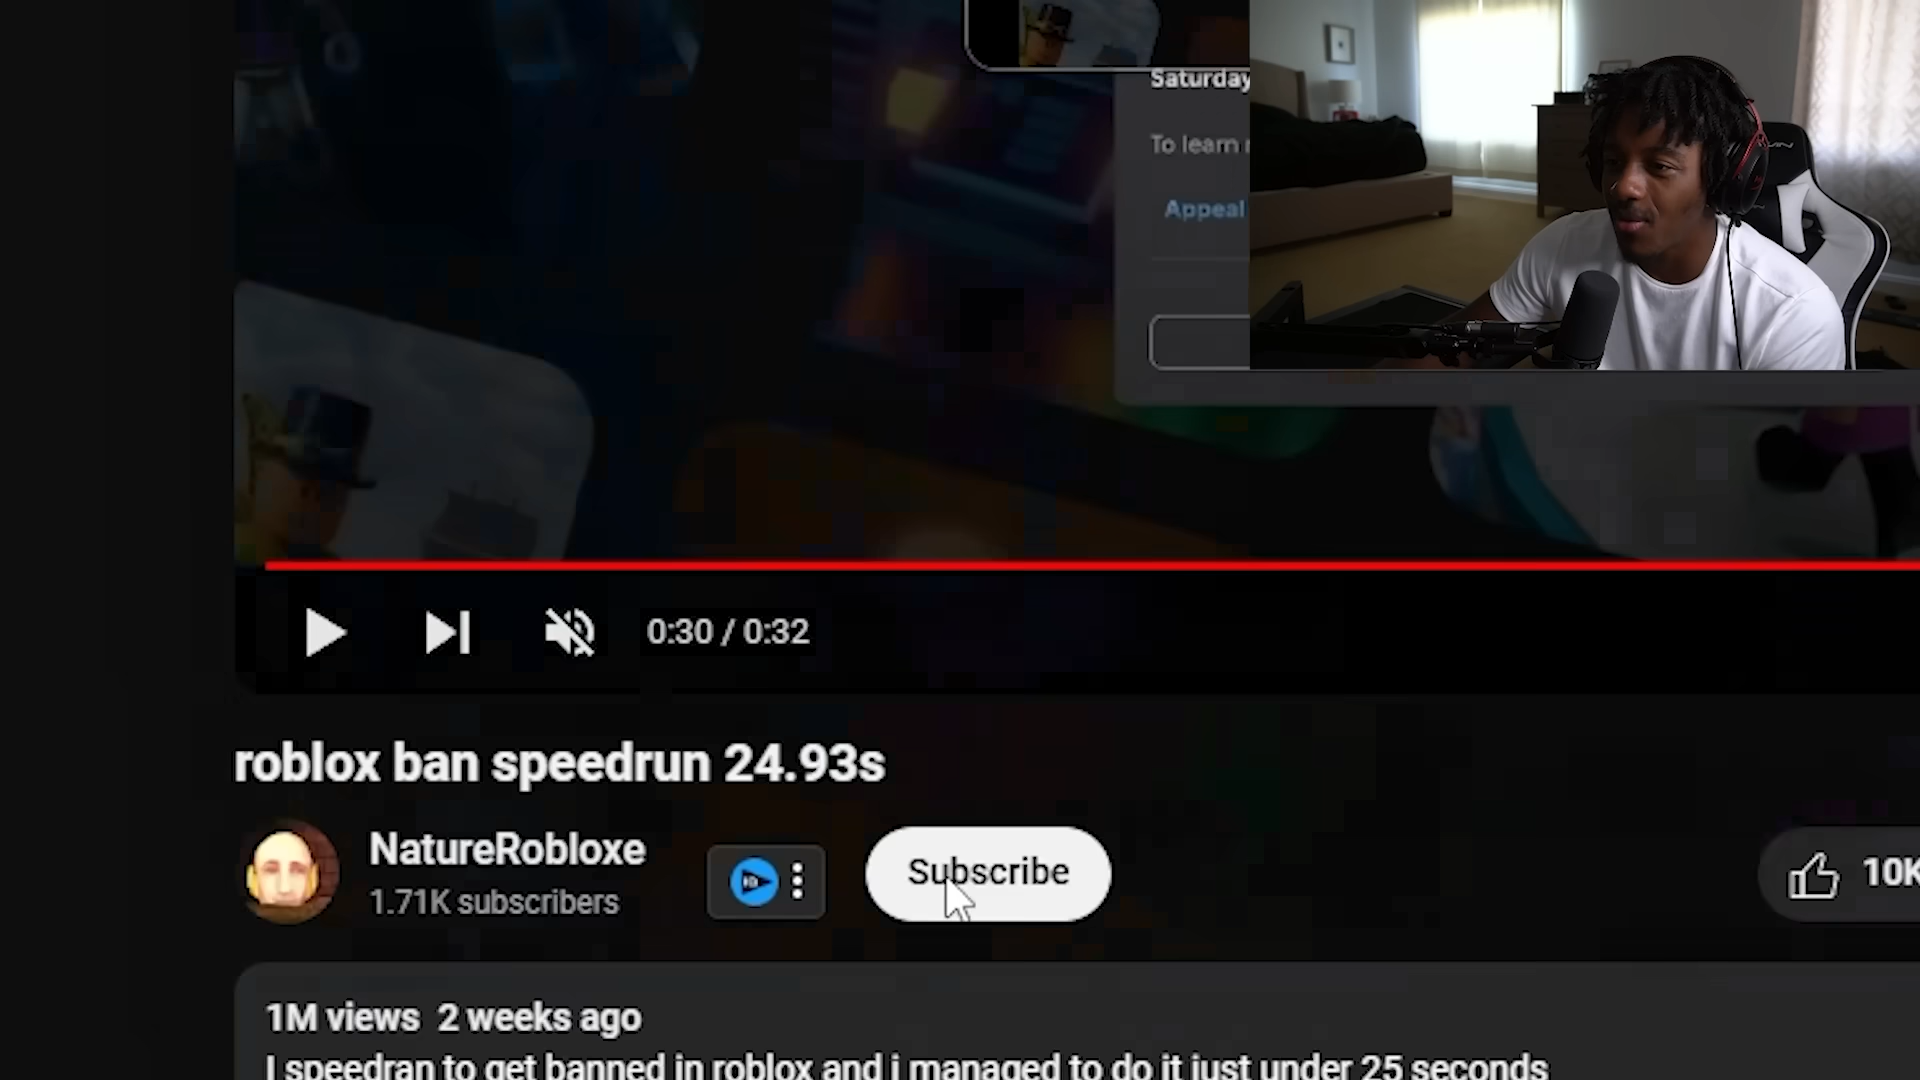 Saturday
To learn
Appeal
0:30 / 0:32
roblox ban speedrun 24.93s
NatureRobloxe
1.71K subscribers
Subscribe
10K
1M views 2 weeks ago
I speedran to get banned in roblox and i managed to do it just under 25 seconds